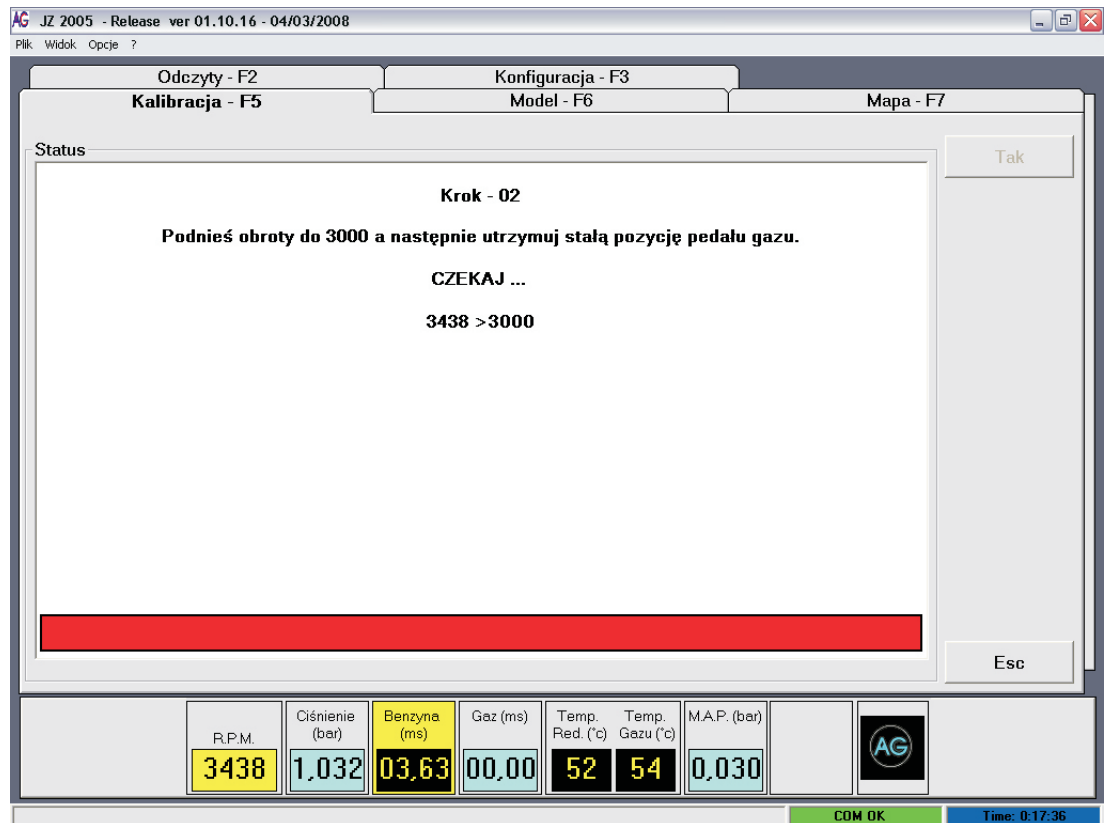 AG JZ 2005 - Release ver 01.10.16 - 04/03/2008
Plik Widok Opcje ?
Odczyty - F2 Konfiguracja - F3
Kalibracja - F5 Model - F6 Mapa - F7
Status
Tak
Krok - 02
Podnieś obroty do 3000 a następnie utrzymuj stałą pozycję pedału gazu.
CZEKAJ ...
3438 >3000
Esc
R.P.M.
3438
Ciśnienie
(bar)
1,032
Benzyna
(ms)
03,63
Gaz (ms)
00,00
Temp.
Red. (°c)
52
Temp.
Gazu (°c)
54
M.A.P. (bar)
0,030
AG
COM OK Time: 0:17:36